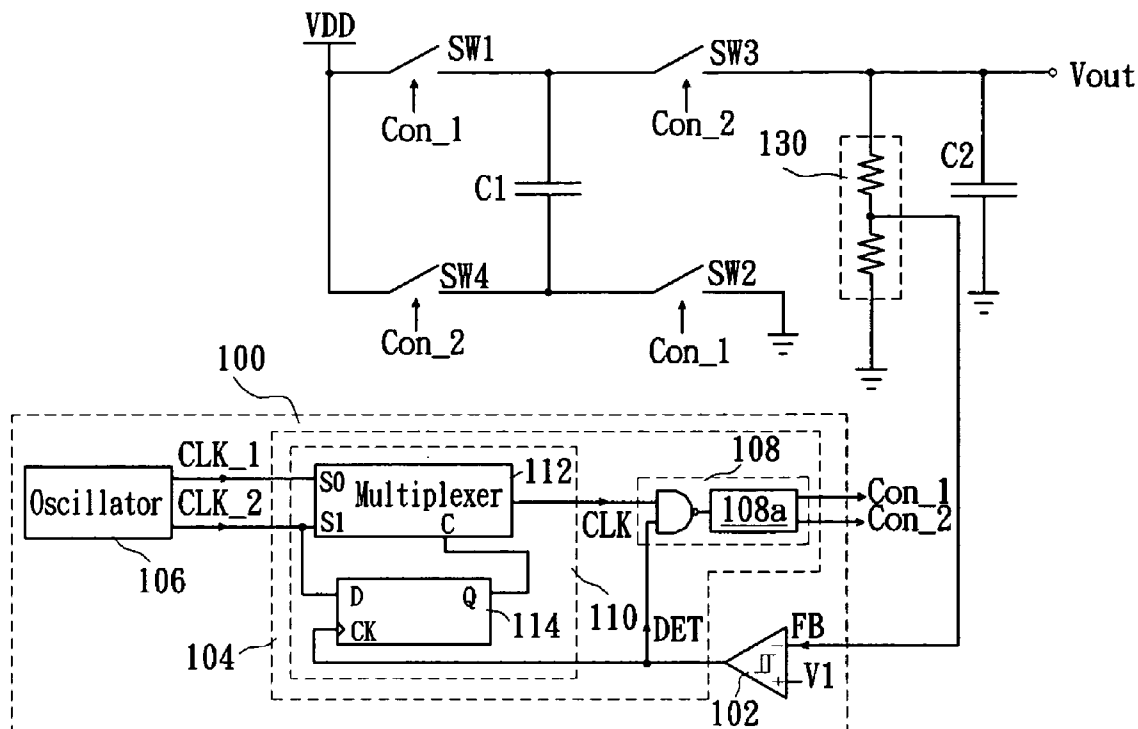 VDD
SW1
SW3
Vout
Con_1
Con_2
130
C2
C1
SW4
SW2
Con_2
Con_1
100
CLK_1
CLK_2
Oscillator
106
S0
Multiplexer
S1
C
112
CLK
108
108a
Con_1
Con_2
D
Q
CK
114
110
104
DET
FB
V1
-
+
102